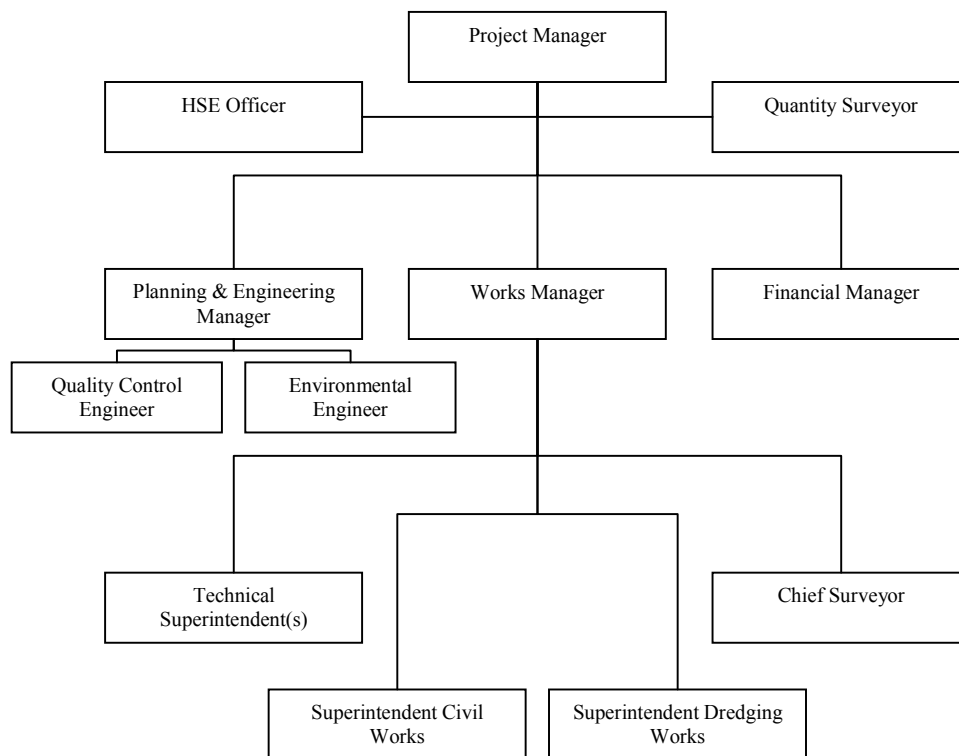 Project Manager
HSE Officer
Quantity Surveyor
Planning & Engineering
Manager
Works Manager
Financial Manager
Quality Control
Engineer
Environmental
Engineer
Technical
Superintendent(s)
Chief Surveyor
Superintendent Civil
Works
Superintendent Dredging
Works